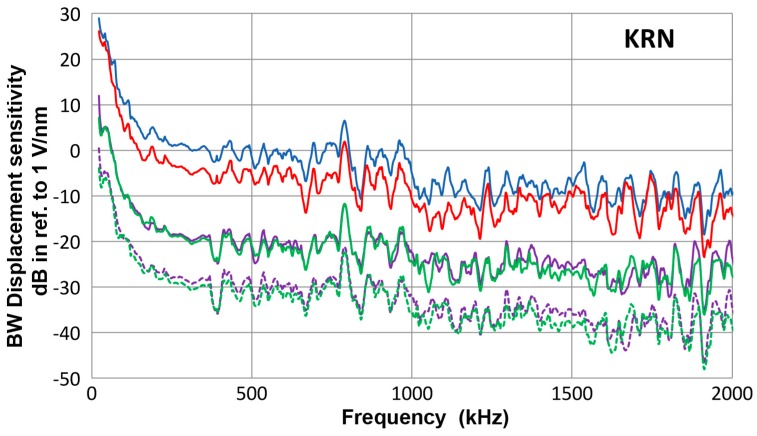 BW Displacement sensitivity
dB in ref. to 1 V/nm
30
20
10
0
-10
-20
-30
-40
-50
KRN
0 500 1000 1500 2000
Frequency (kHz)